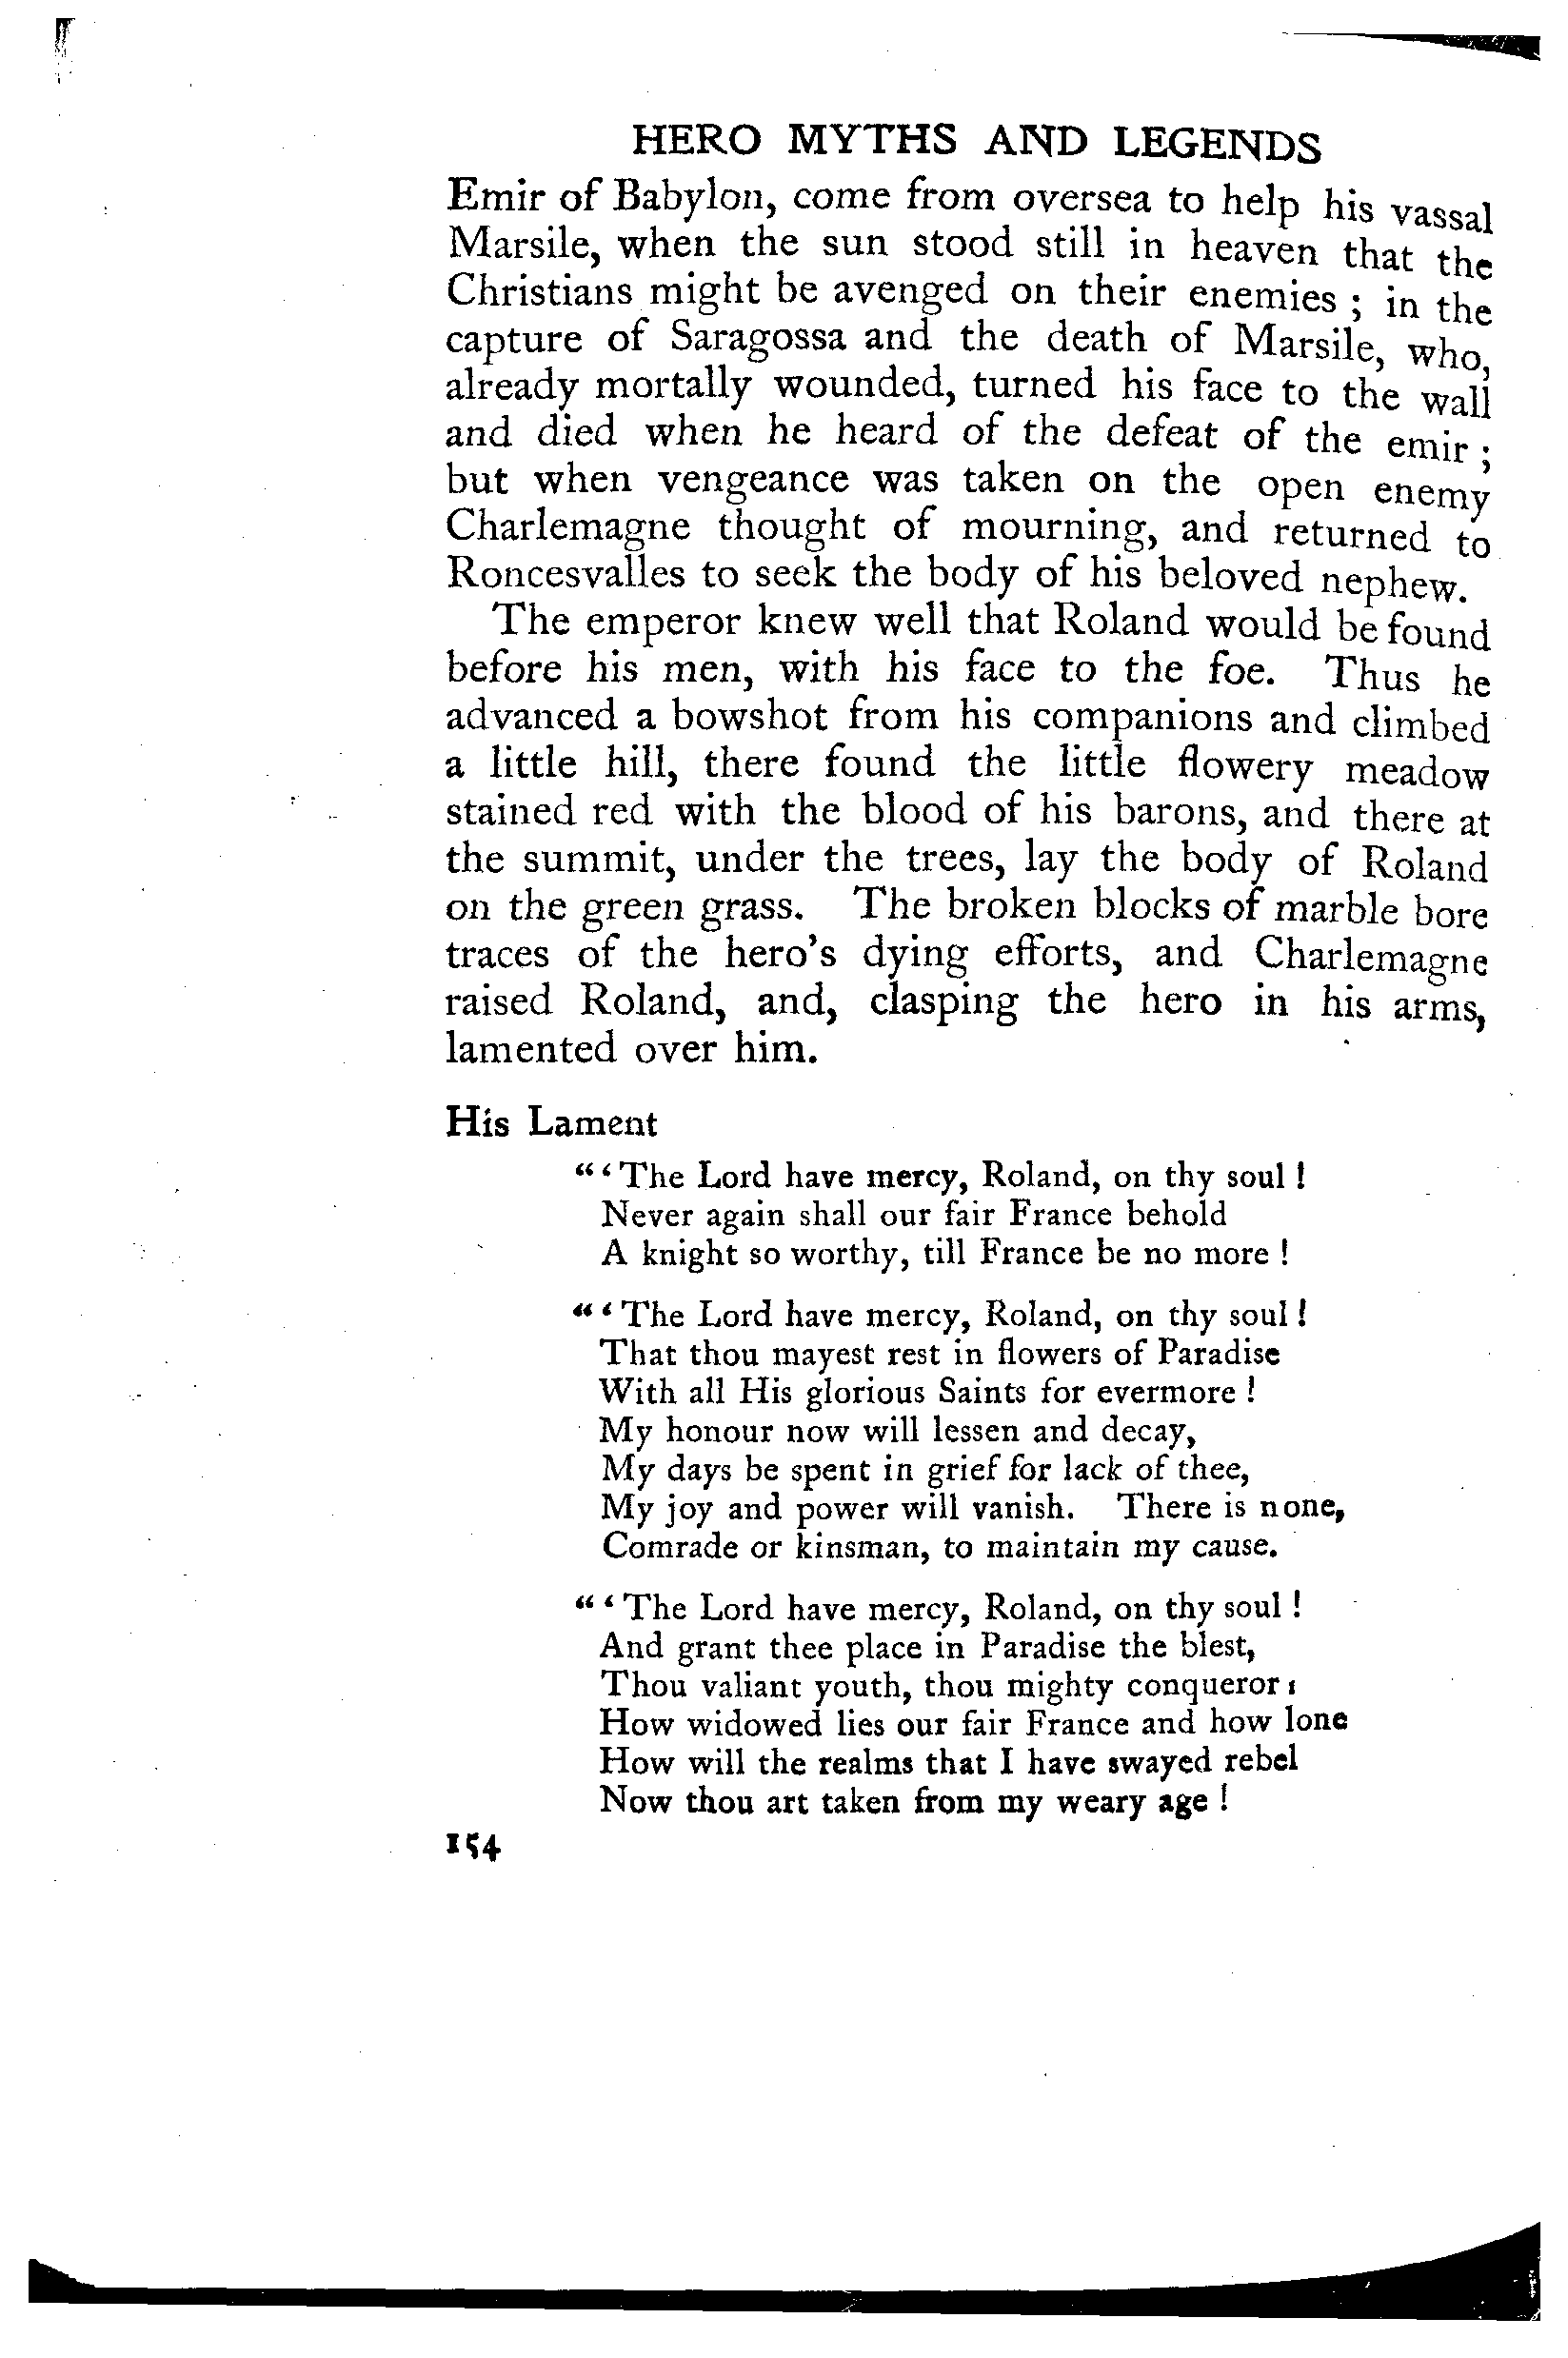 HERO MYTHS AND LEGENDS
Emir of Babylon, come from oversea to help his vassal
Marsile, when the sun stood still in heaven that the
Christians might be avenged on their enemies ; in the
capture of Saragossa and the death of Marsile, who,
already mortally wounded, turned his face to the wall
and died when he heard of the defeat of the emir ;
but when vengeance was taken on the open enemy
Charlemagne thought of mourning, and returned to
Roncesvalles to seek the body of his beloved nephew.
The emperor knew well that Roland would be found
before his men, with his face to the foe. Thus he
advanced a bowshot from his companions and climbed
a little hill, there found the little flowery meadow
stained red with the blood of his barons, and there at
the summit, under the trees, lay the body of Roland
on the green grass. The broken blocks of marble bore
traces of the hero's dying efforts, and Charlemagne
raised Roland, and, clasping the hero in his arms,
lamented over him.
His Lament
“ ‘ The Lord have mercy, Roland, on thy soul !
Never again shall our fair France behold
A knight so worthy, till France be no more !
“ ‘ The Lord have mercy, Roland, on thy soul !
That thou mayest rest in flowers of Paradise
With all His glorious Saints for evermore !
My honour now will lessen and decay,
My days be spent in grief for lack of thee,
My joy and power will vanish. There is none,
Comrade or kinsman, to maintain my cause.
“ ‘ The Lord have mercy, Roland, on thy soul !
And grant thee place in Paradise the blest,
Thou valiant youth, thou mighty conqueror !
How widowed lies our fair France and how lone
How will the realms that I have swayed rebel
Now thou art taken from my weary age !
154